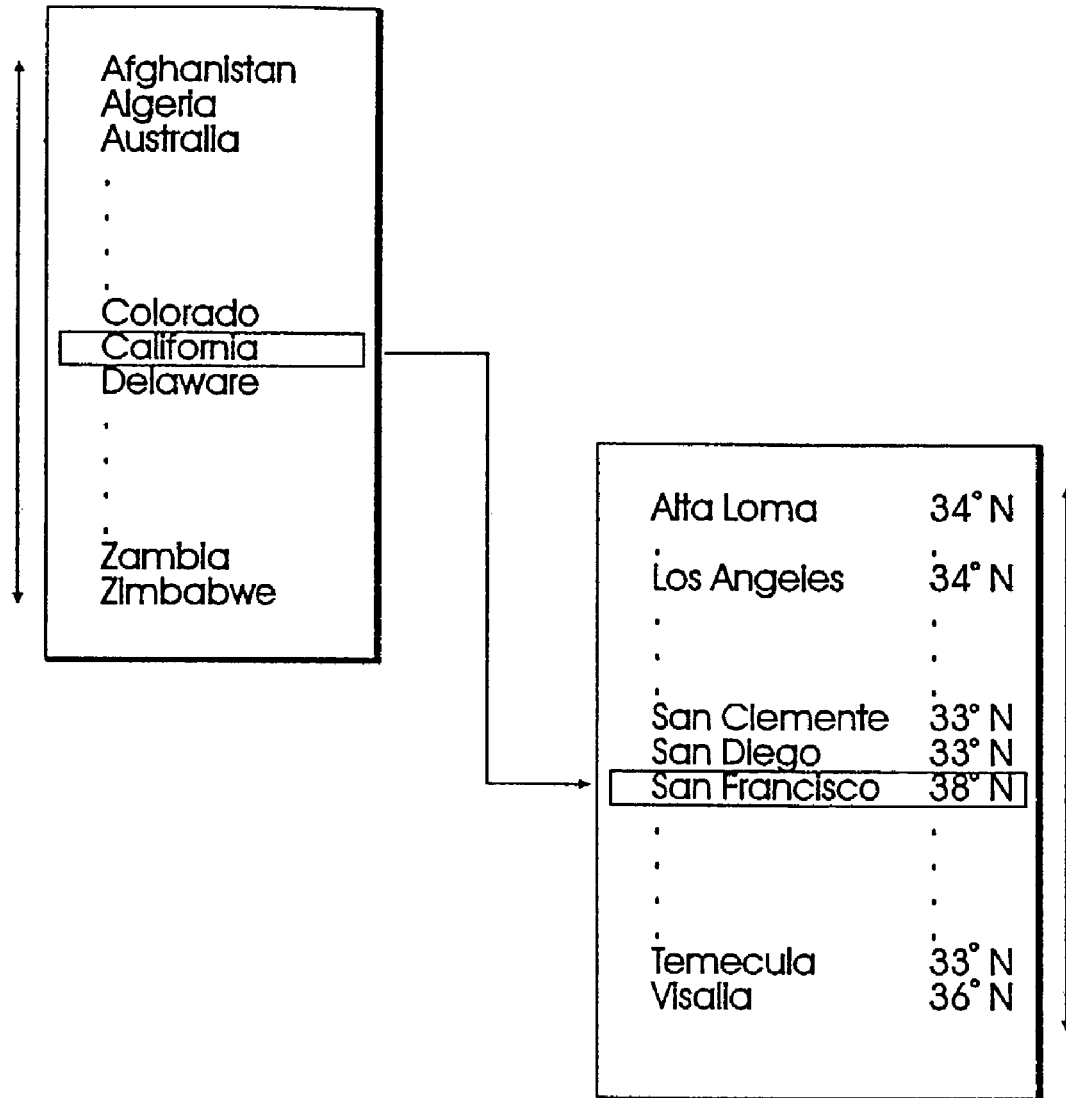 Afghanistan
Algeria
Australia
.
.
.
.
Colorado
California
Delaware
.
.
.
.
Zambia
Zimbabwe
Alta Loma 34° N
. .
Los Angeles 34° N
. .
. .
. .
San Clemente 33° N
San Diego 33° N
San Francisco 38° N
. .
. .
. .
. .
Temecula 33° N
Visalia 36° N